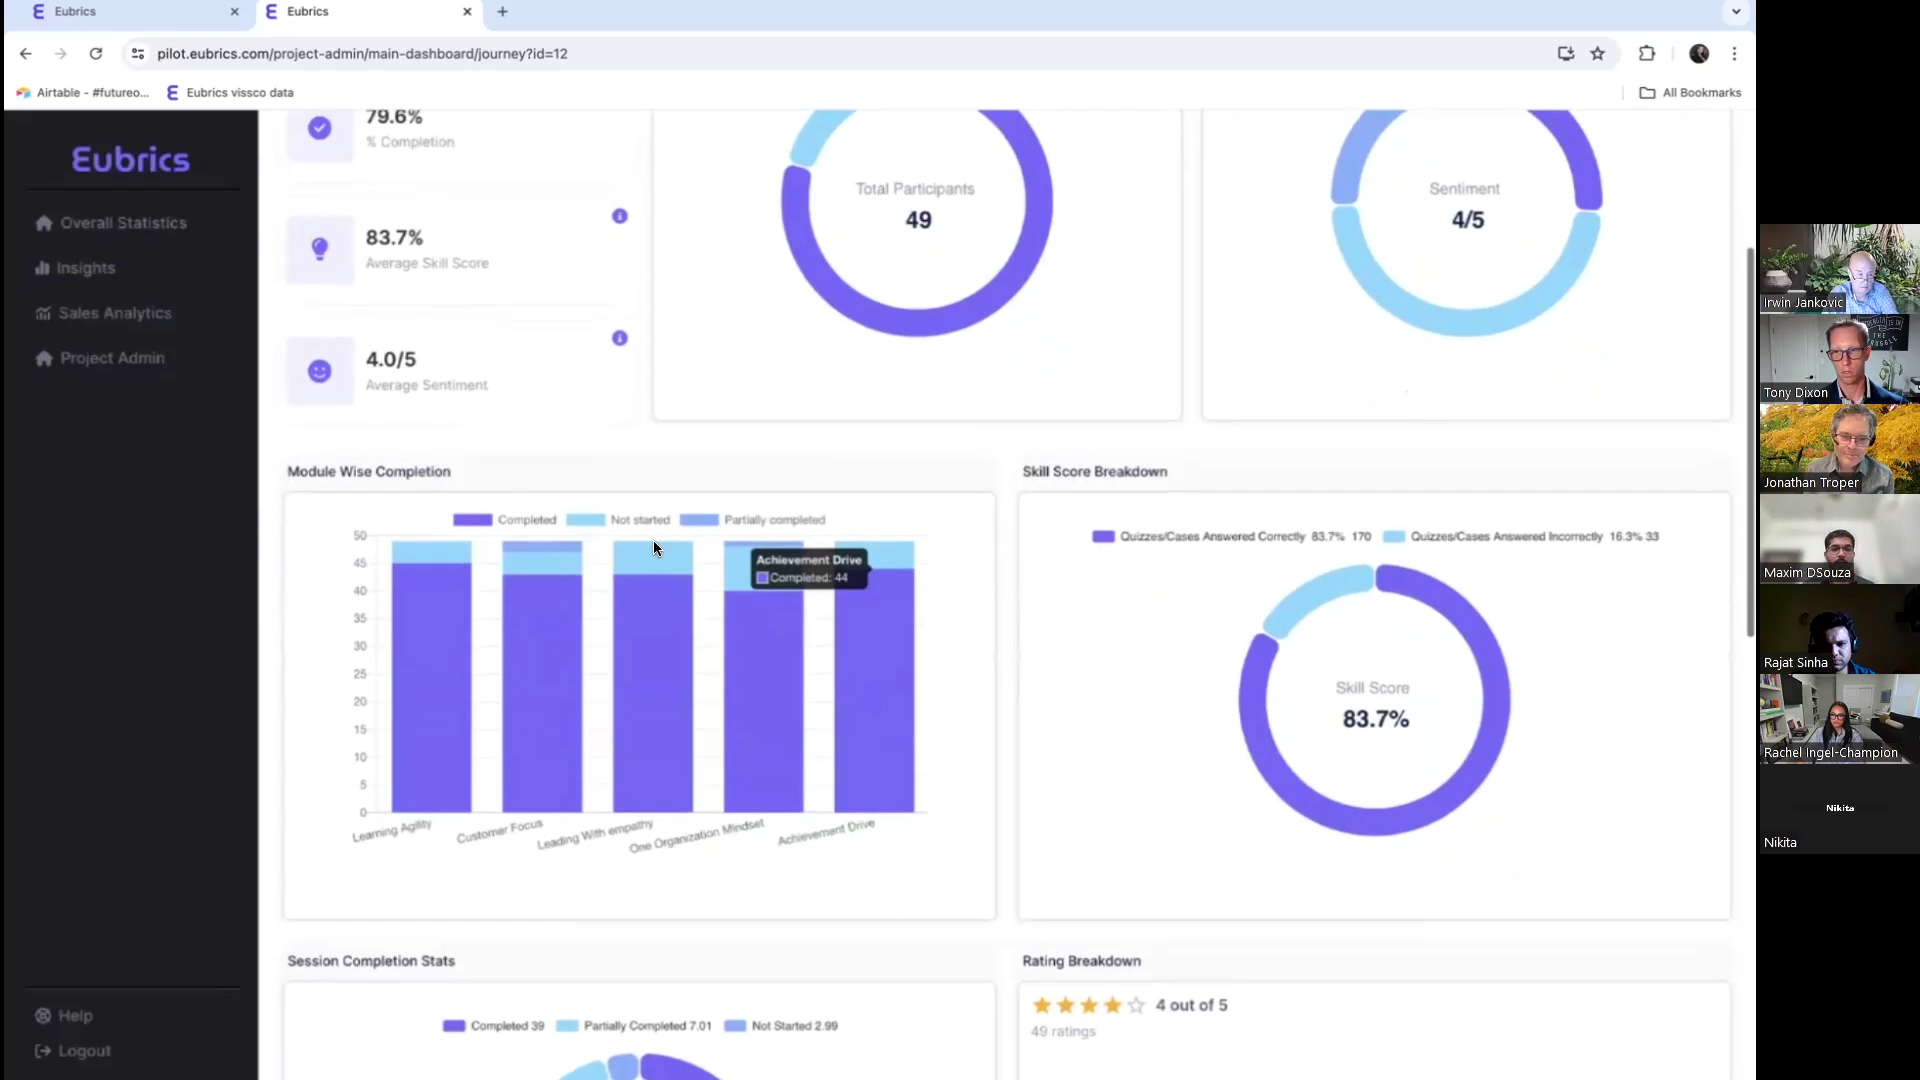 Eubrics
Eubrics
pilot.eubrics.com/project-admin/main-dashboard/journey?id=12
Airtable - #futureo...
Eubrics vissco data
All Bookmarks
Eubrics
Overall Statistics
Insights
Sales Analytics
Project Admin
Help
Logout
79.6%
% Completion
83.7%
Average Skill Score
4.0/5
Average Sentiment
Total Participants
49
Sentiment
4/5
Module Wise Completion
Completed
Not started
Partially completed
50
45
40
35
30
25
20
15
10
5
0
Achievement Drive
Completed: 44
Learning Agility
Customer Focus
Leading With empathy
One Organization Mindset
Achievement Drive
Skill Score Breakdown
Quizzes/Cases Answered Correctly 83.7% 170
Quizzes/Cases Answered Incorrectly 16.3% 33
Skill Score
83.7%
Session Completion Stats
Completed 39
Partially Completed 7.01
Not Started 2.99
Rating Breakdown
4 out of 5
49 ratings
Irwin Jankovic
Tony Dixon
Jonathan Troper
Maxim DSouza
Rajat Sinha
Rachel Ingel-Champion
Nikita
Nikita